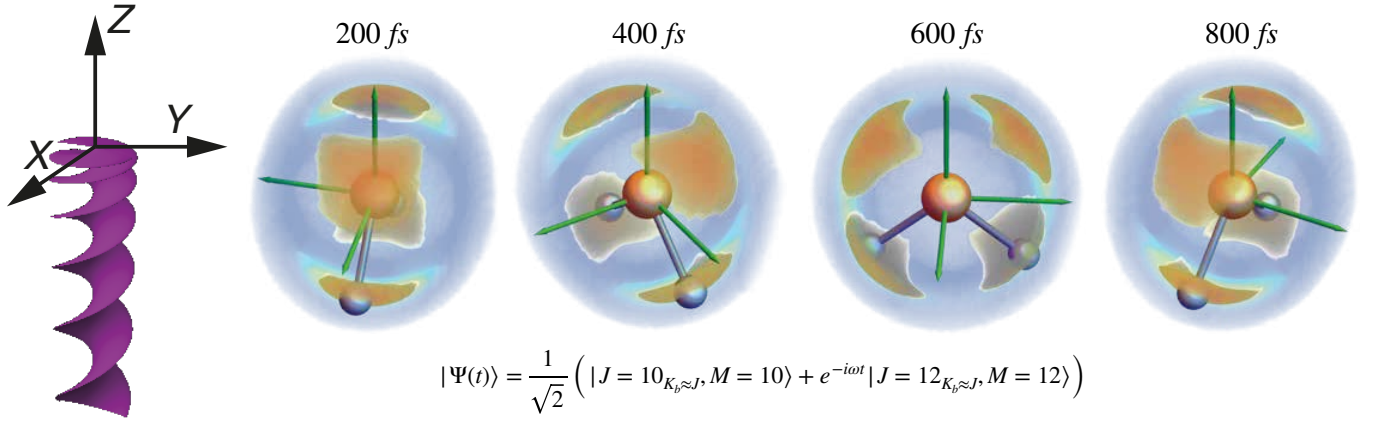 Z
Y
X
200 fs
400 fs
600 fs
800 fs
|Ψ(t)⟩ = 1/√2 ( |J = 10_{K_b≈J}, M = 10⟩ + e^{-iωt}|J = 12_{K_b≈J}, M = 12⟩ )